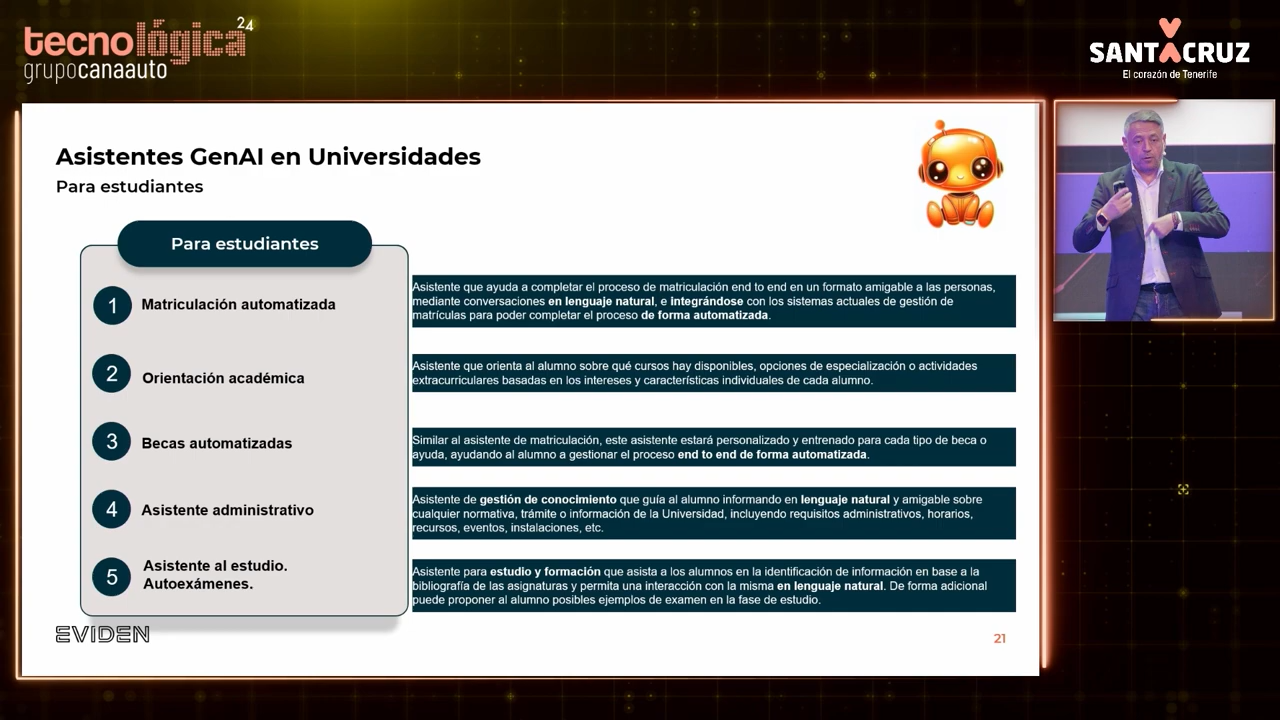 tecnológica24
grupocanaauto
SANTACRUZ
El corazón de Tenerife
Asistentes GenAI en Universidades
Para estudiantes
Para estudiantes
1 Matriculación automatizada
Asistente que ayuda a completar el proceso de matriculación end to end en un formato amigable a las personas,
mediante conversaciones en lenguaje natural, e integrándose con los sistemas actuales de gestión de
matrículas para poder completar el proceso de forma automatizada.
2 Orientación académica
Asistente que orienta al alumno sobre qué cursos hay disponibles, opciones de especialización o actividades
extracurriculares basadas en los intereses y características individuales de cada alumno.
3 Becas automatizadas
Similar al asistente de matriculación, este asistente estará personalizado y entrenado para cada tipo de beca o
ayuda, ayudando al alumno a gestionar el proceso end to end de forma automatizada.
4 Asistente administrativo
Asistente de gestión de conocimiento que guía al alumno informando en lenguaje natural y amigable sobre
cualquier normativa, trámite o información de la Universidad, incluyendo requisitos administrativos, horarios,
recursos, eventos, instalaciones, etc.
5 Asistente al estudio.
Autoexámenes.
Asistente para estudio y formación que asista a los alumnos en la identificación de información en base a la
bibliografía de las asignaturas y permita una interacción con la misma en lenguaje natural. De forma adicional
puede proponer al alumno posibles ejemplos de examen en la fase de estudio.
EVIDEN
21